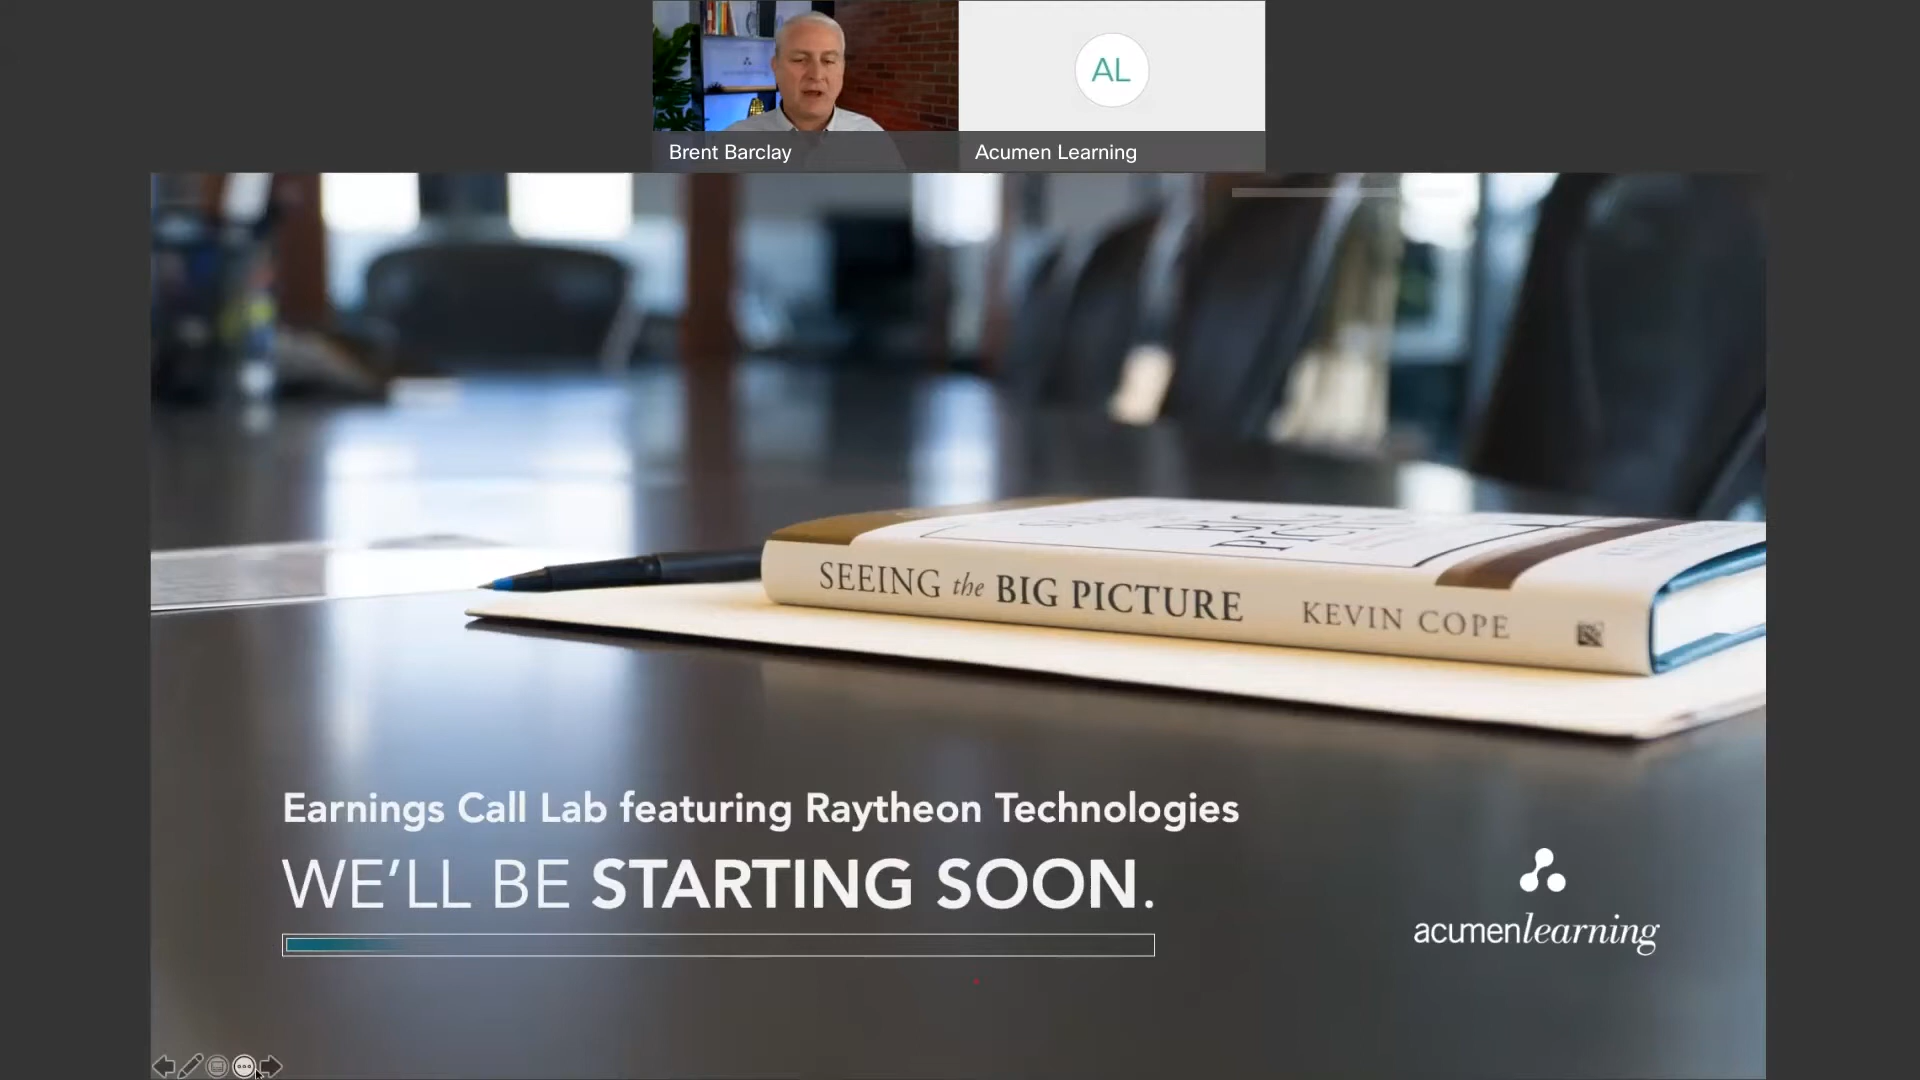 AL
Brent Barclay
Acumen Learning
SEEING the BIG PICTURE KEVIN COPE
Earnings Call Lab featuring Raytheon Technologies
WE'LL BE STARTING SOON.
acumenlearning